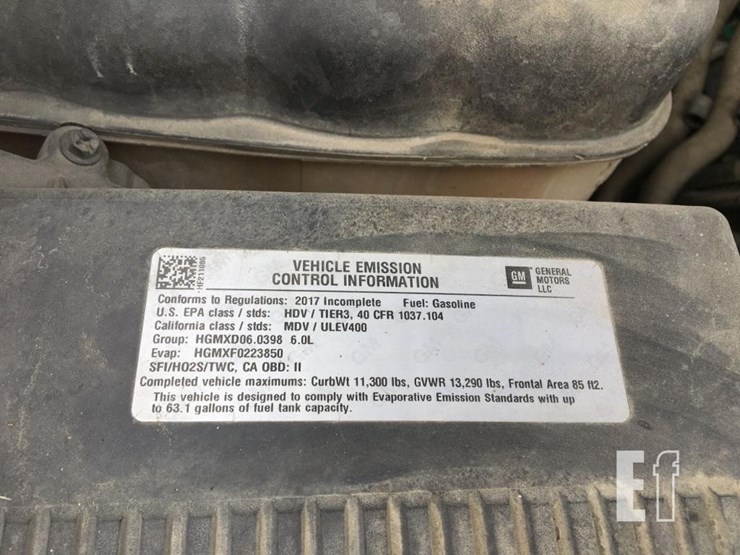 VEHICLE EMISSION
CONTROL INFORMATION
GM GENERAL
MOTORS
LLC
Conforms to Regulations: 2017 Incomplete Fuel: Gasoline
U.S. EPA class / stds: HDV / TIER3, 40 CFR 1037.104
California class / stds: MDV / ULEV400
Group: HGMXD06.0398 6.0L
Evap: HGMXF0223850
SFI/HO2S/TWC, CA OBD: II
Completed vehicle maximums: CurbWt 11,300 lbs, GVWR 13,290 lbs, Frontal Area 85 ft2.
This vehicle is designed to comply with Evaporative Emission Standards with up
to 63.1 gallons of fuel tank capacity.
Ef